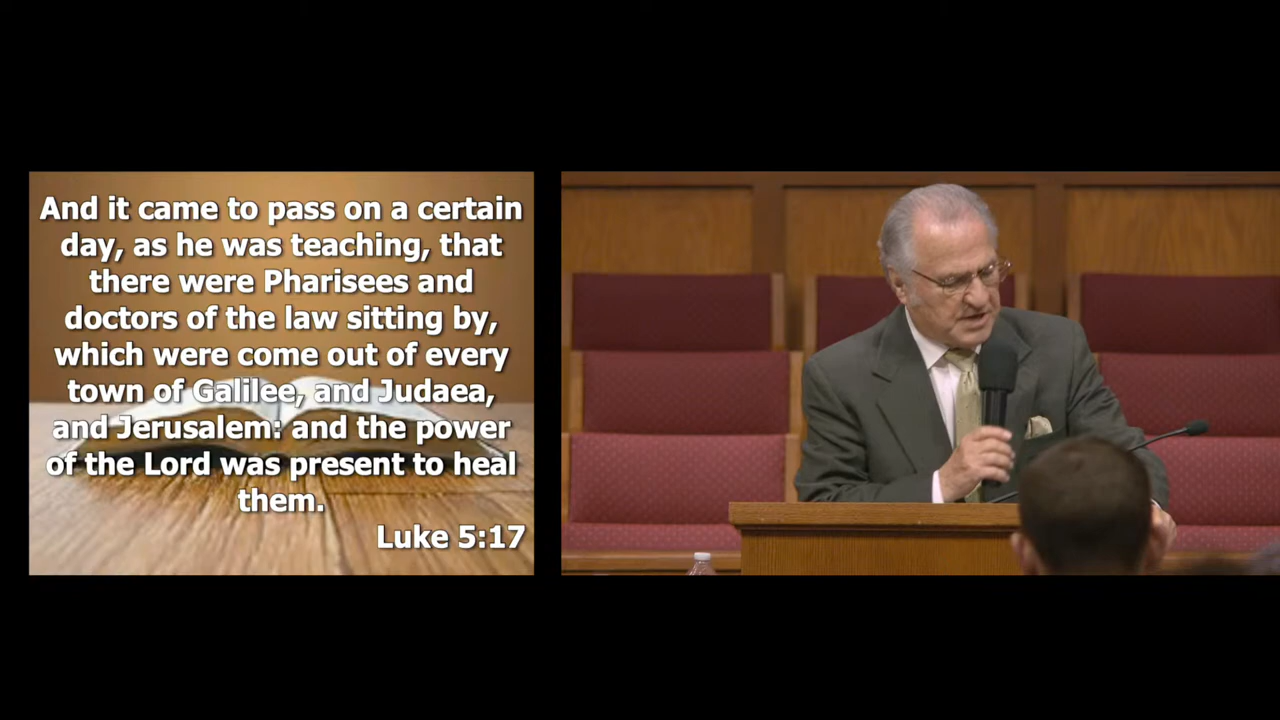 And it came to pass on a certain
day, as he was teaching, that
there were Pharisees and
doctors of the law sitting by,
which were come out of every
town of Galilee, and Judaea,
and Jerusalem: and the power
of the Lord was present to heal
them.
Luke 5:17